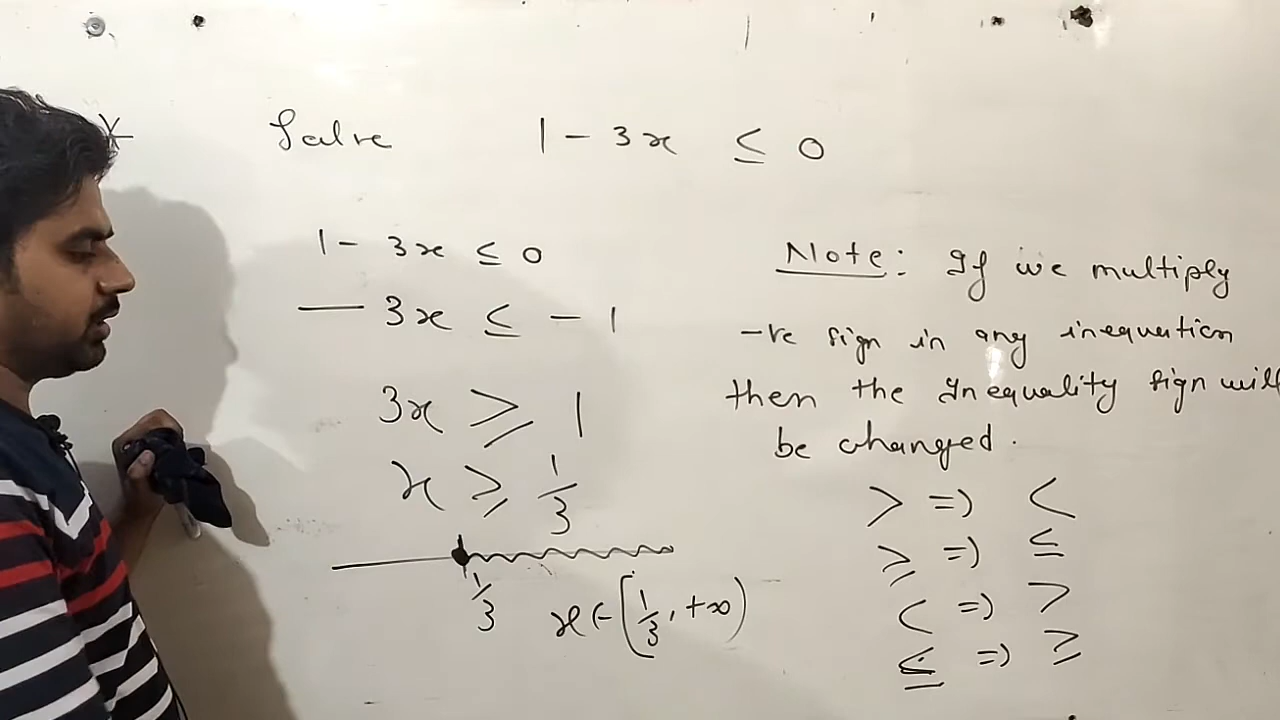 * Solve 1 - 3x ≤ 0
1 - 3x ≤ 0
- 3x ≤ - 1
3x ≥ 1
x ≥ 1/3
1/3
x ∈ [1/3, +∞)
Note: If we multiply
-ve sign in any inequation
then the Inequality sign will
be changed.
> => <
≥ => ≤
< => >
≤ => ≥